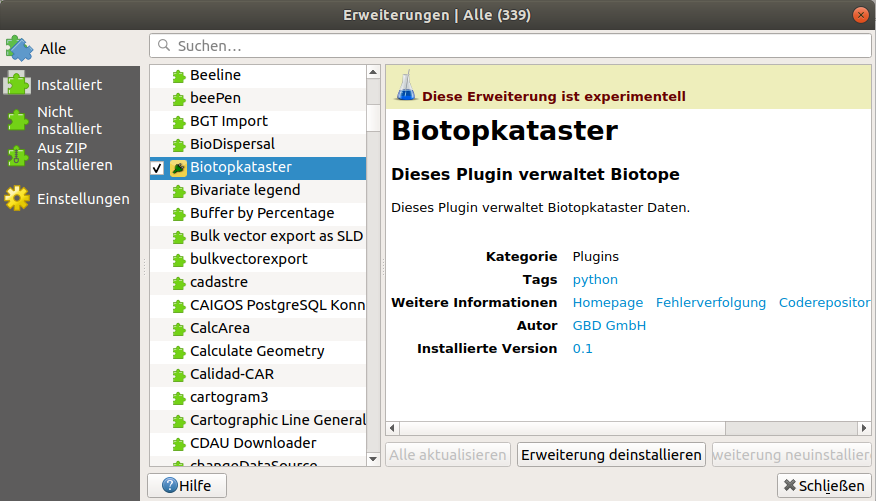 Erweiterungen | Alle (339)
Alle
Installiert
Nicht
installiert
Aus ZIP
installieren
Einstellungen
Suchen…
Beeline
beePen
BGT Import
BioDispersal
Biotopkataster
Bivariate legend
Buffer by Percentage
Bulk vector export as SLD
bulkvectorexport
cadastre
CAIGOS PostgreSQL Konn
CalcArea
Calculate Geometry
Calidad-CAR
cartogram3
Cartographic Line General
CDAU Downloader
changeDataSource
Diese Erweiterung ist experimentell
Biotopkataster
Dieses Plugin verwaltet Biotope
Dieses Plugin verwaltet Biotopkataster Daten.
Kategorie Plugins
Tags python
Weitere Informationen Homepage Fehlerverfolgung Coderepositor
Autor GBD GmbH
Installierte Version 0.1
Alle aktualisieren Erweiterung deinstallieren weiterung neuinstallieren
Hilfe Schließen